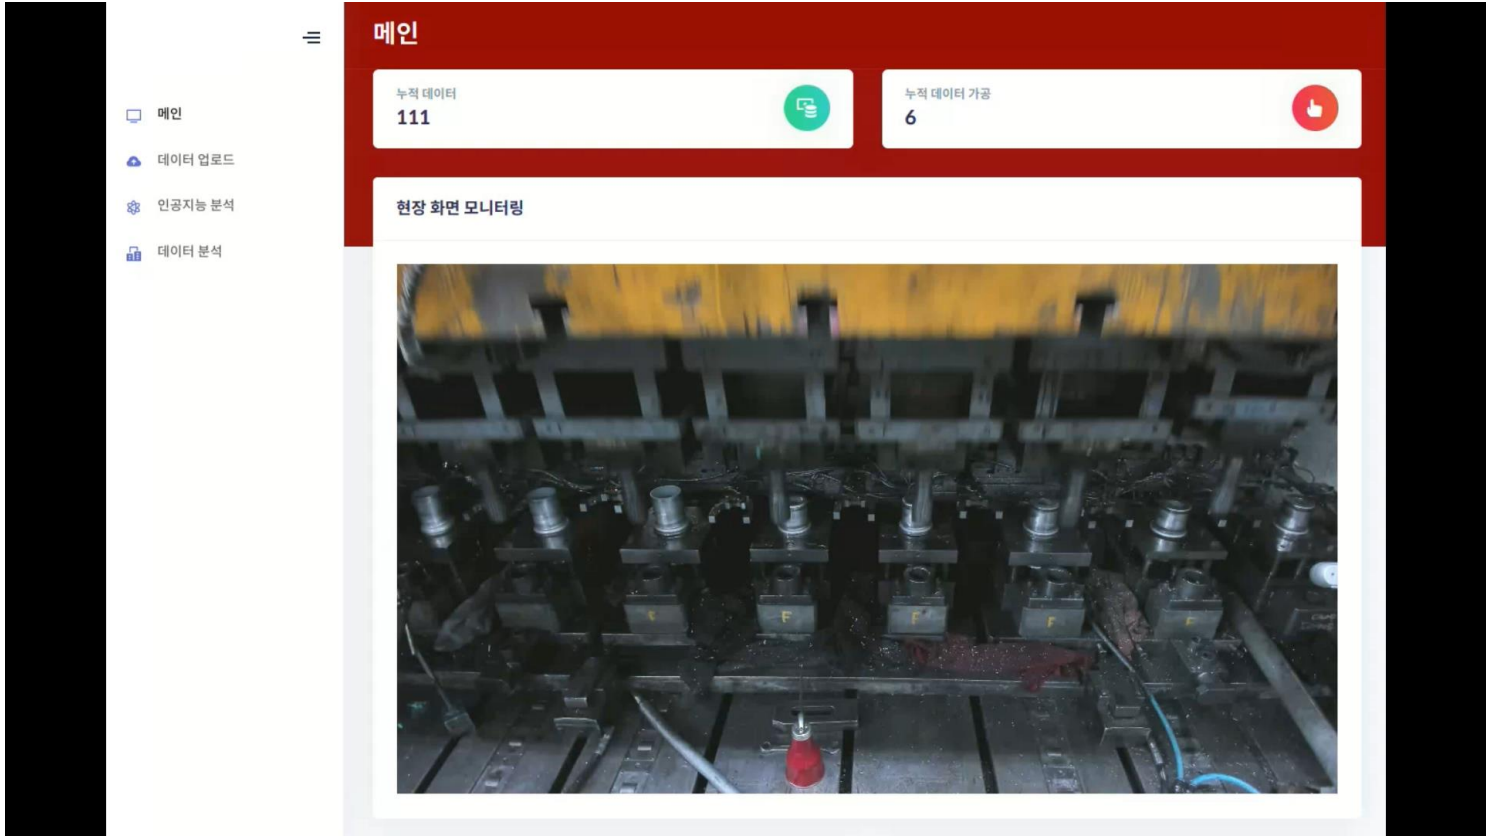 메인
메인
데이터 업로드
인공지능 분석
데이터 분석
누적 데이터
111
누적 데이터 가공
6
현장 화면 모니터링
F
F
F
F